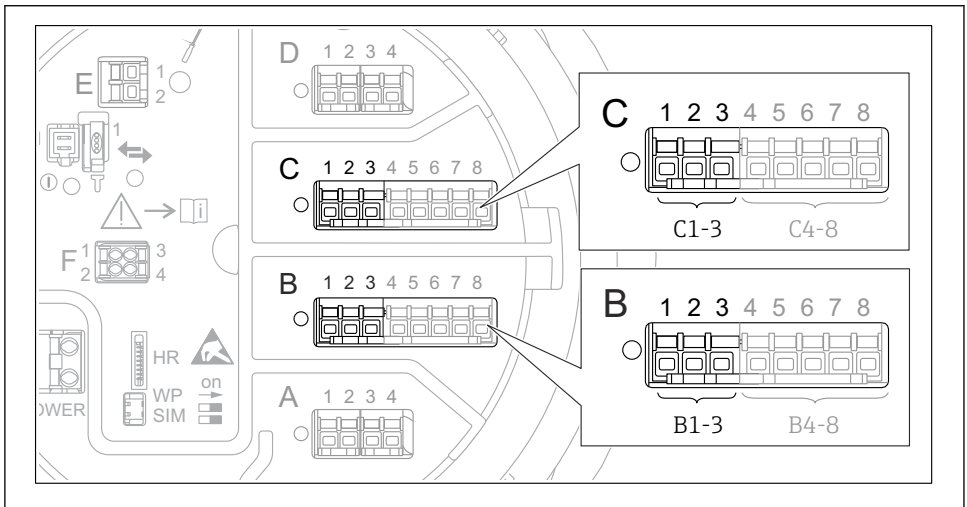 D 1 2 3 4
E 1
2
1
C 1 2 3 4 5 6 7 8
C 1 2 3 4 5 6 7 8
C1-3 C4-8
i
F 1 3
2 4
B 1 2 3 4 5 6 7 8
B 1 2 3 4 5 6 7 8
B1-3 B4-8
HR
WP on
SIM
OWER
A 1 2 3 4